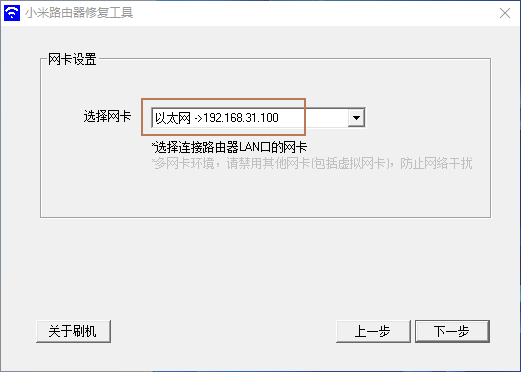 小米路由器修复工具
网卡设置
选择网卡
以太网 ->192.168.31.100
*选择连接路由器LAN口的网卡
*多网卡环境，请禁用其他网卡(包括虚拟网卡)，防止网络干扰
关于刷机
上一步
下一步